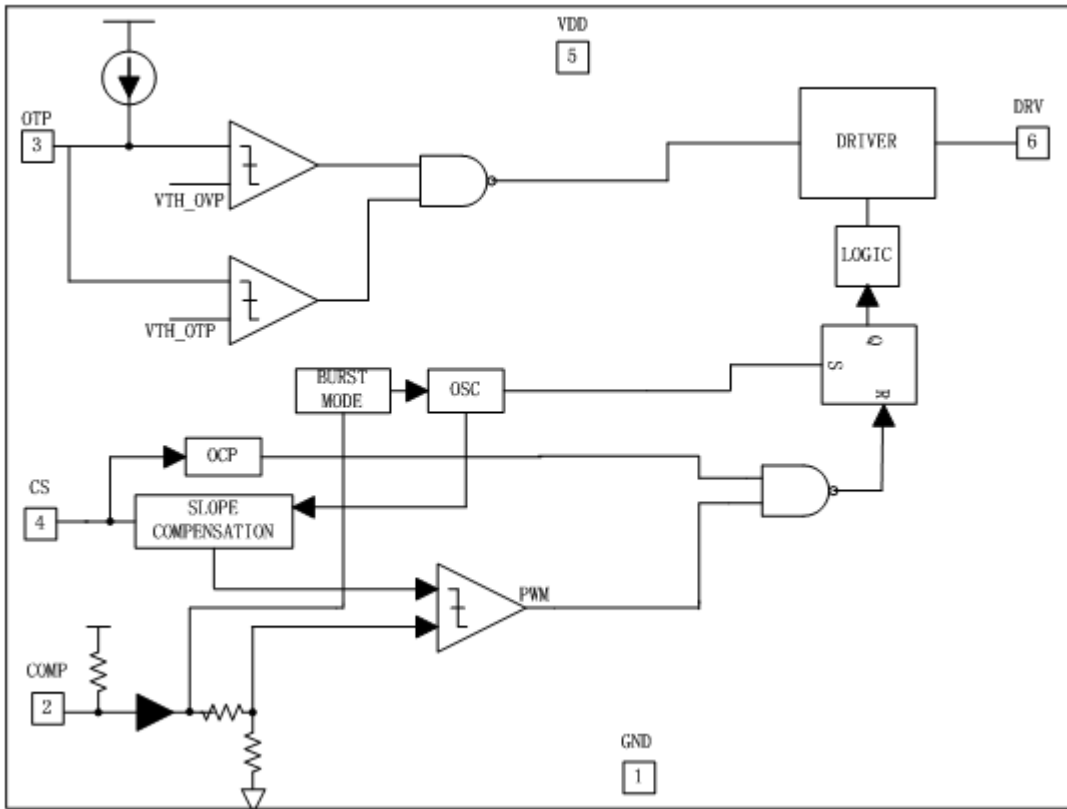 VDD
5
OTP
3
DRV
6
DRIVER
VTH_OVP
LOGIC
VTH_OTP
Q
S
R
BURST
MODE
OSC
OCP
CS
4
SLOPE
COMPENSATION
PWM
COMP
2
GND
1